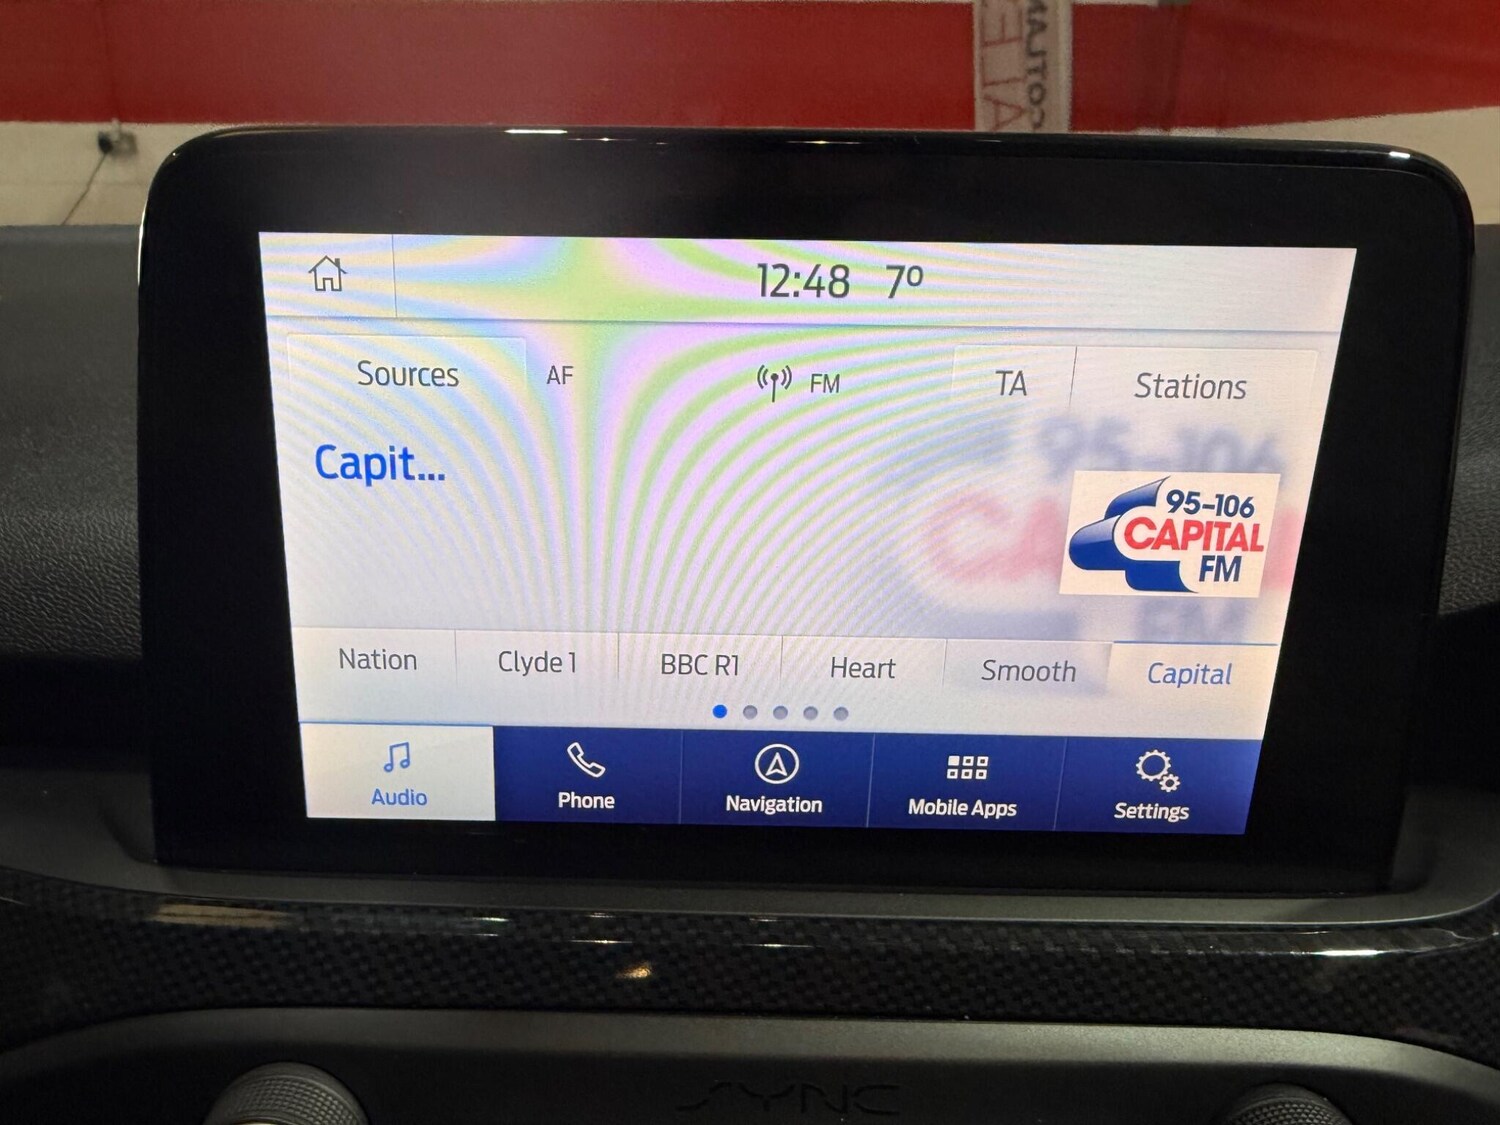 12:48 7°
Sources AF FM TA Stations
Capit...
95-106
CAPITAL
FM
Nation Clyde 1 BBC R1 Heart Smooth Capital
Audio Phone Navigation Mobile Apps Settings
SYNC